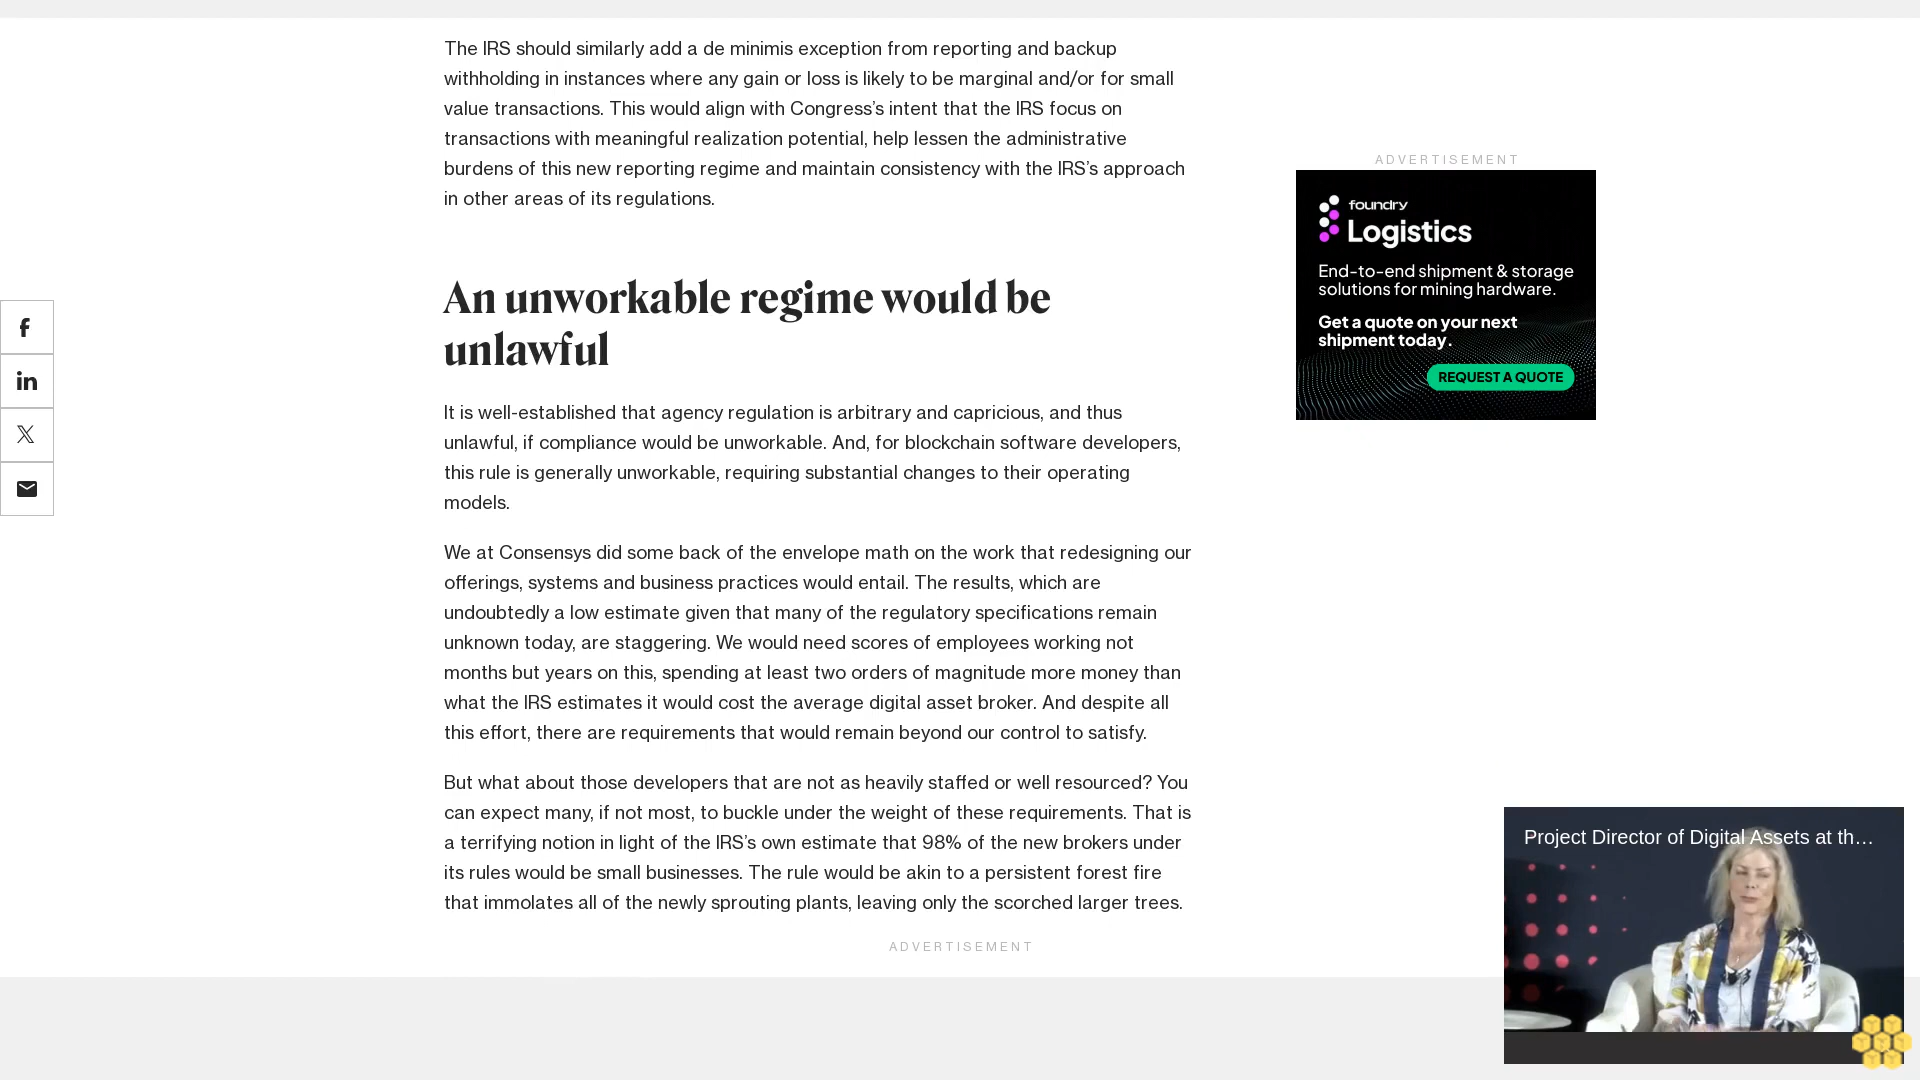 The IRS should similarly add a de minimis exception from reporting and backup
withholding in instances where any gain or loss is likely to be marginal and/or for small
value transactions. This would align with Congress’s intent that the IRS focus on
transactions with meaningful realization potential, help lessen the administrative
burdens of this new reporting regime and maintain consistency with the IRS’s approach
in other areas of its regulations.
An unworkable regime would be
unlawful
It is well-established that agency regulation is arbitrary and capricious, and thus
unlawful, if compliance would be unworkable. And, for blockchain software developers,
this rule is generally unworkable, requiring substantial changes to their operating
models.
We at Consensys did some back of the envelope math on the work that redesigning our
offerings, systems and business practices would entail. The results, which are
undoubtedly a low estimate given that many of the regulatory specifications remain
unknown today, are staggering. We would need scores of employees working not
months but years on this, spending at least two orders of magnitude more money than
what the IRS estimates it would cost the average digital asset broker. And despite all
this effort, there are requirements that would remain beyond our control to satisfy.
But what about those developers that are not as heavily staffed or well resourced? You
can expect many, if not most, to buckle under the weight of these requirements. That is
a terrifying notion in light of the IRS’s own estimate that 98% of the new brokers under
its rules would be small businesses. The rule would be akin to a persistent forest fire
that immolates all of the newly sprouting plants, leaving only the scorched larger trees.
ADVERTISEMENT
ADVERTISEMENT
foundry
Logistics
End-to-end shipment & storage
solutions for mining hardware.
Get a quote on your next
shipment today.
REQUEST A QUOTE
Project Director of Digital Assets at th…